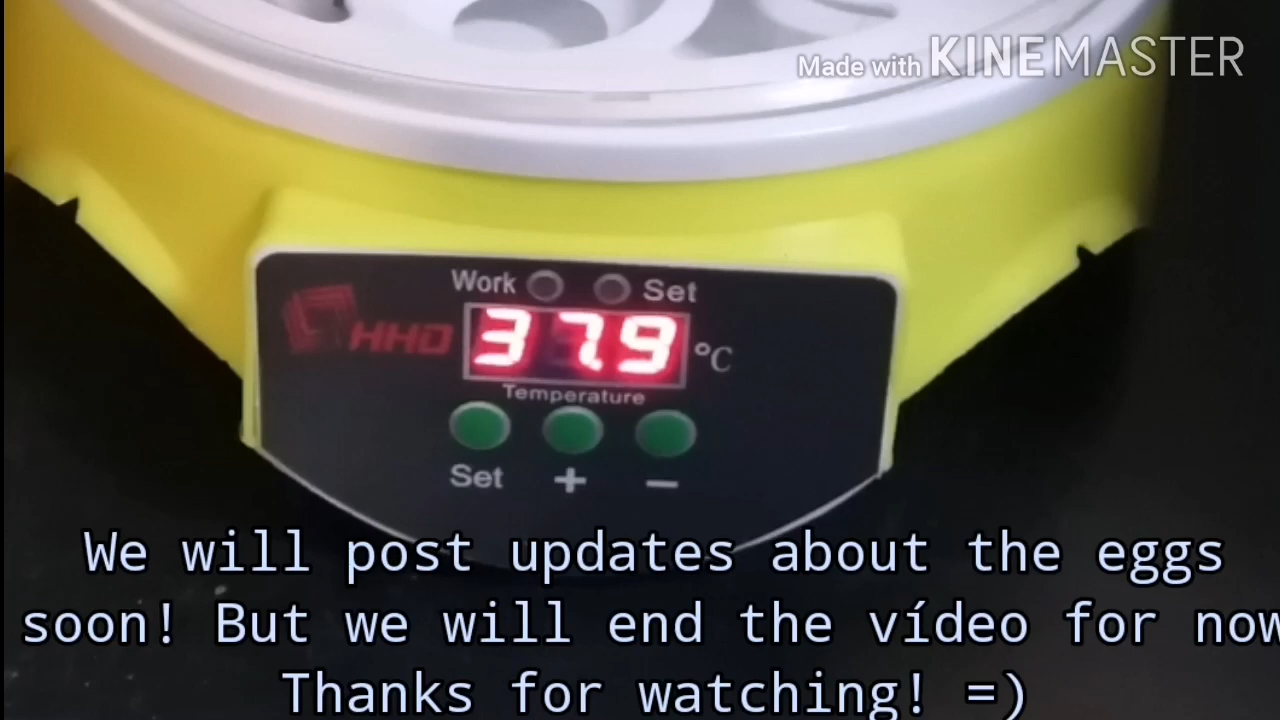 Made with KINEMASTER
Work Set
HHD 37.9 °C
Temperature
Set + −
We will post updates about the eggs
soon! But we will end the vídeo for now
Thanks for watching! =)